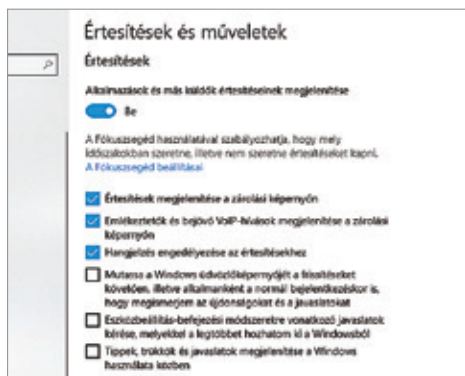 Értesítések és műveletek
Értesítések
Alkalmazások és más küldők értesítéseinek megjelenítése
Be
A Fókuszsegéd használatával szabályozhatja, hogy mely
időszakokban szeretne, illetve nem szeretne értesítéseket kapni.
A Fókuszsegéd beállításai
Értesítések megjelenítése a zárolási képernyőn
Emlékeztetők és bejövő VoIP-hívások megjelenítése a zárolási
képernyőn
Hangjelzés engedélyezése az értesítésekhez
Mutassa a Windows üdvözlőképernyőjét a frissítéseket
követően, illetve alkalmanként a normál bejelentkezéskor is,
hogy megismerjem az újdonságokat és a javaslatokat
Eszközbeállítás-befejezési módszerekre vonatkozó javaslatok
kérése, melyekkel a legtöbbet hozhatom ki a Windowsból
Tippek, trükkök és javaslatok megjelenítése a Windows
használata közben